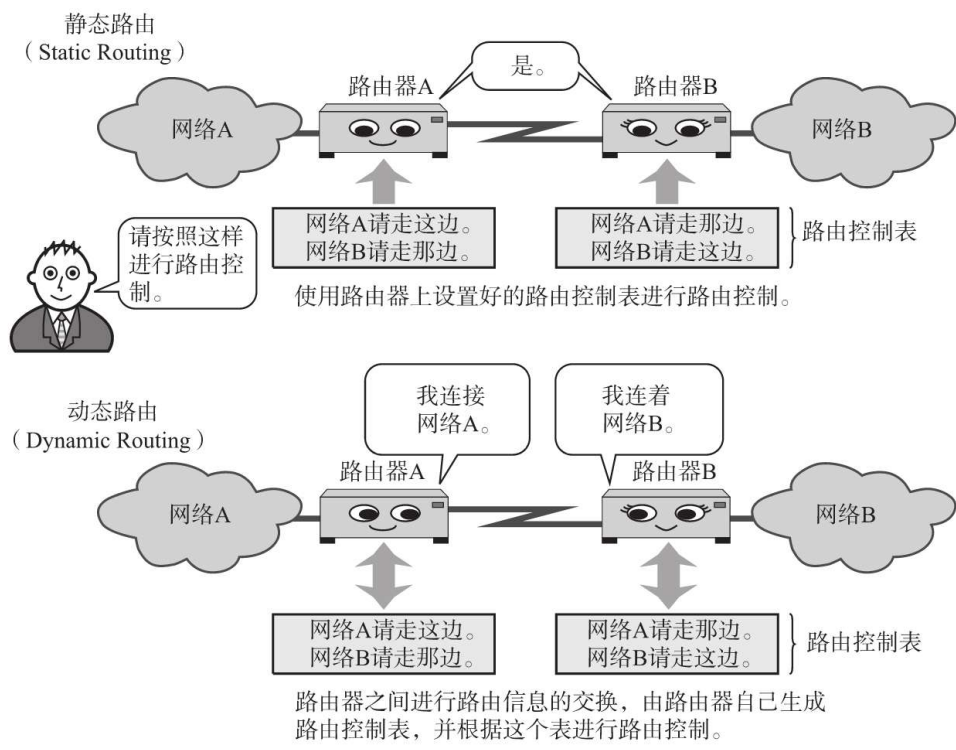 静态路由
（Static Routing）
是。
路由器A
路由器B
网络A
网络B
网络A请走这边。
网络B请走那边。
网络A请走那边。
网络B请走这边。
路由控制表
请按照这样
进行路由控
制。
使用路由器上设置好的路由控制表进行路由控制。
动态路由
（Dynamic Routing）
我连接
网络A。
我连着
网络B。
路由器A
路由器B
网络A
网络B
网络A请走这边。
网络B请走那边。
网络A请走那边。
网络B请走这边。
路由控制表
路由器之间进行路由信息的交换，由路由器自己生成
路由控制表，并根据这个表进行路由控制。